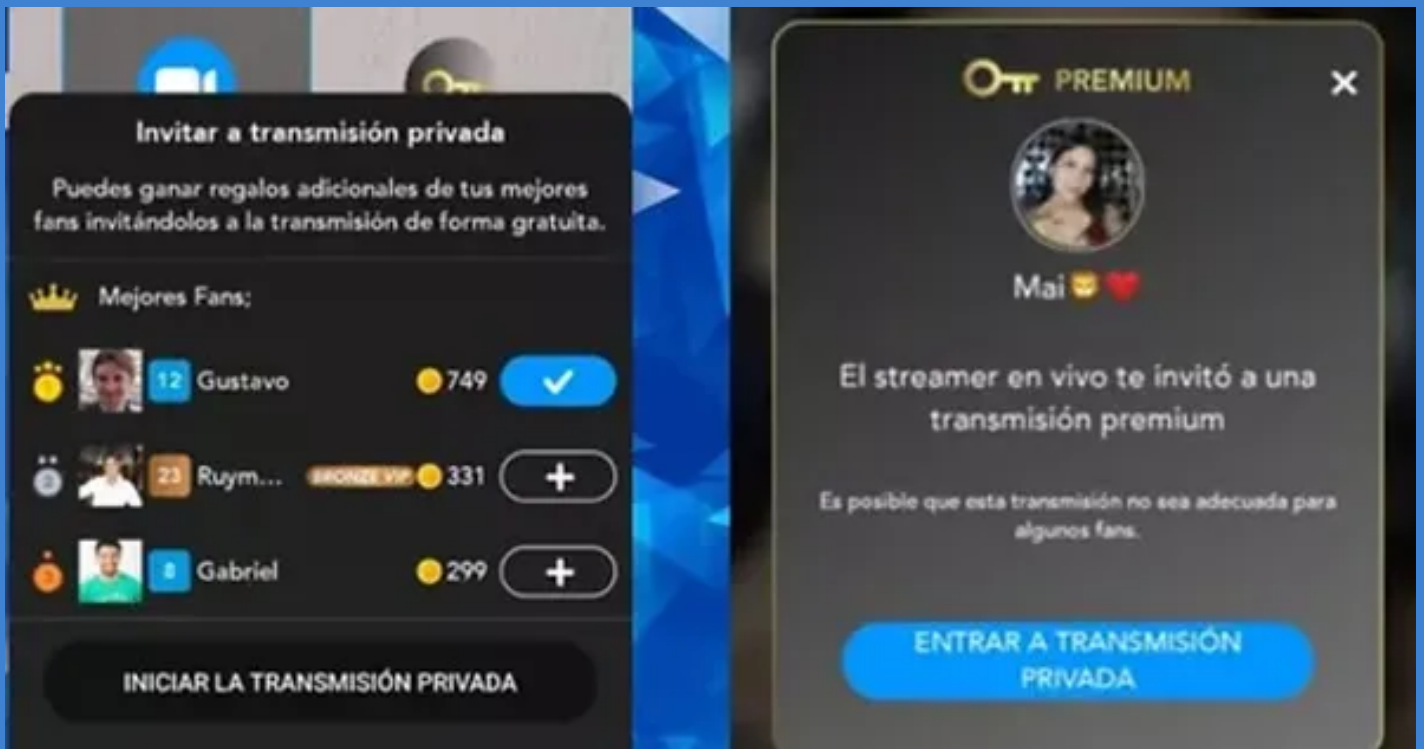 Invitar a transmisión privada
Puedes ganar regalos adicionales de tus mejores
fans invitándolos a la transmisión de forma gratuita.
Mejores Fans;
12 Gustavo 749
2 23 Ruym... BRONZE VIP 331
3 8 Gabriel 299
INICIAR LA TRANSMISIÓN PRIVADA
PREMIUM
Mai
El streamer en vivo te invitó a una
transmisión premium
Es posible que esta transmisión no sea adecuada para
algunos fans.
ENTRAR A TRANSMISIÓN
PRIVADA